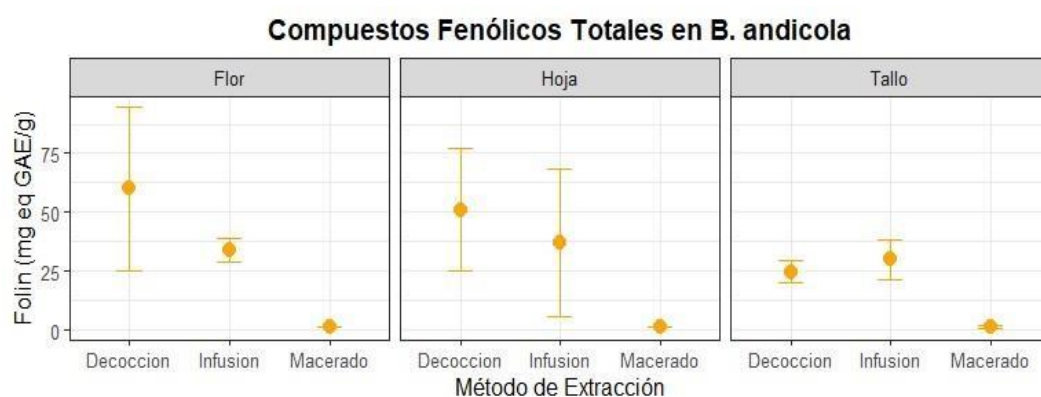 Compuestos Fenólicos Totales en B. andicola
Flor Hoja Tallo
Folin (mg eq GAE/g)
75
50
25
0
Decoccion Infusion Macerado Decoccion Infusion Macerado Decoccion Infusion Macerado
Método de Extracción